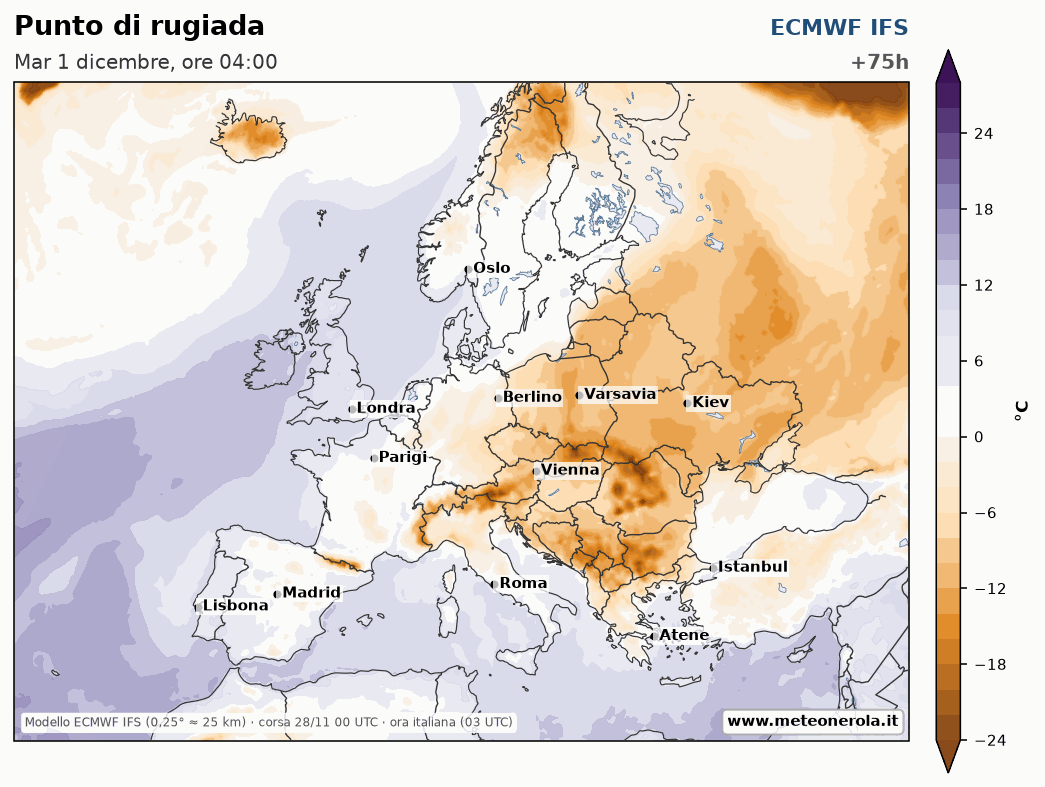 Punto di rugiada
ECMWF IFS
Mar 1 dicembre, ore 04:00
+75h
Oslo
Berlino
Varsavia
Kiev
Londra
Parigi
Vienna
Istanbul
Roma
Madrid
Lisbona
Atene
24
18
12
6
0
−6
−12
−18
−24
°C
Modello ECMWF IFS (0,25° ≈ 25 km) · corsa 28/11 00 UTC · ora italiana (03 UTC)
www.meteonerola.it